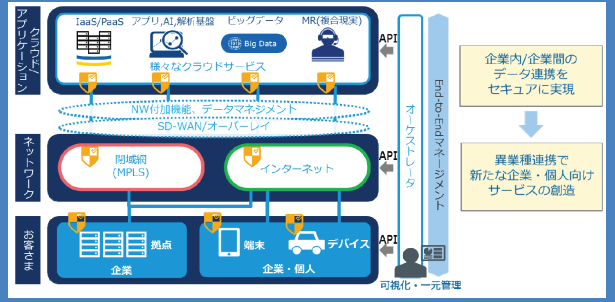 クラウド/
アプリケーション
IaaS/PaaS
アプリ,AI,解析基盤
ビッグデータ
MR(複合現実)
Big Data
様々なクラウドサービス
NW付加機能、データマネジメント
SD-WAN/オーバーレイ
ネットワーク
閉域網
(MPLS)
インターネット
お客さま
拠点
企業
端末
デバイス
企業・個人
API
API
API
オーケストレータ
End-to-Endマネージメント
可視化・一元管理
企業内/企業間の
データ連携を
セキュアに実現
異業種連携で
新たな企業・個人向け
サービスの創造